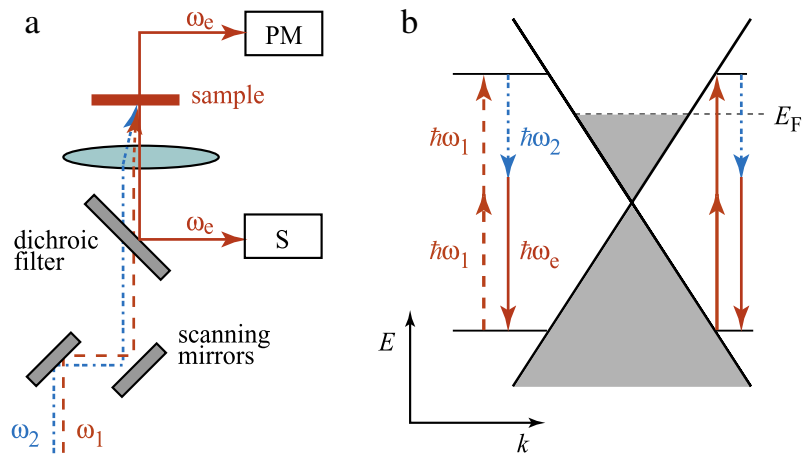 a
ωe
PM
sample
ωe
S
dichroic
filter
scanning
mirrors
ω2
ω1
b
EF
ħω1
ħω2
ħω1
ħωe
E
k